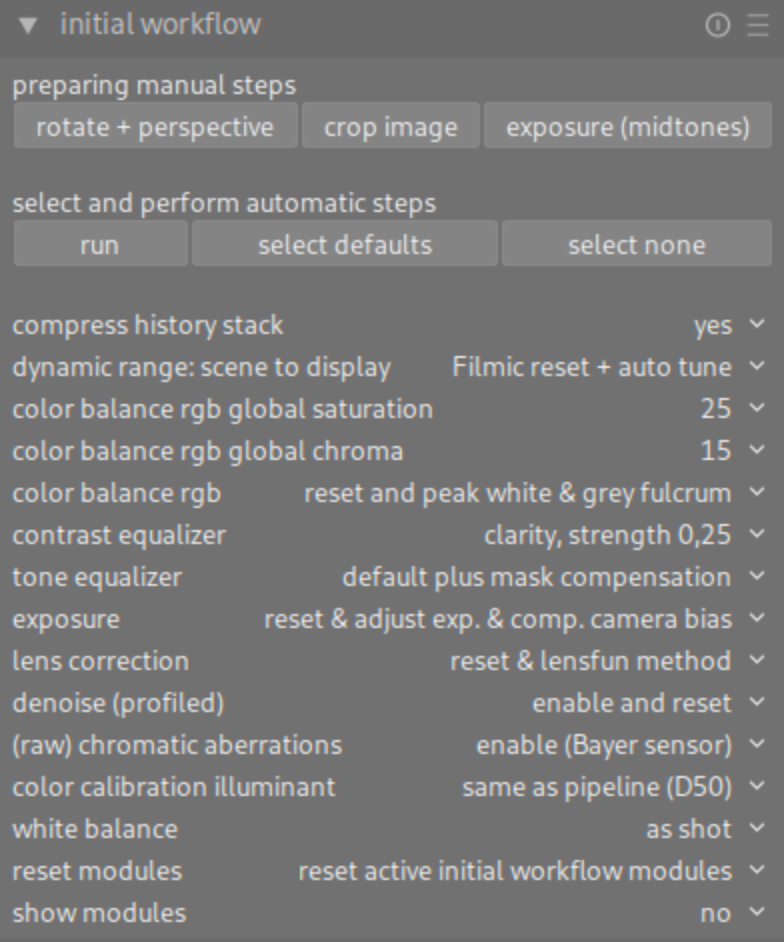 initial workflow
preparing manual steps
rotate + perspective crop image exposure (midtones)
select and perform automatic steps
run select defaults select none
compress history stack yes
dynamic range: scene to display Filmic reset + auto tune
color balance rgb global saturation 25
color balance rgb global chroma 15
color balance rgb reset and peak white & grey fulcrum
contrast equalizer clarity, strength 0,25
tone equalizer default plus mask compensation
exposure reset & adjust exp. & comp. camera bias
lens correction reset & lensfun method
denoise (profiled) enable and reset
(raw) chromatic aberrations enable (Bayer sensor)
color calibration illuminant same as pipeline (D50)
white balance as shot
reset modules reset active initial workflow modules
show modules no